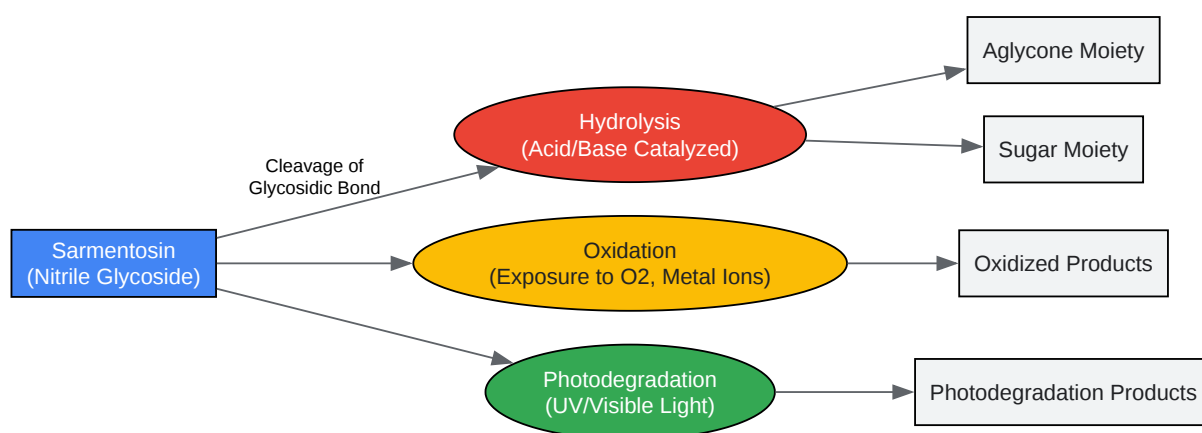 Aglycone Moiety
Hydrolysis
(Acid/Base Catalyzed)
Sugar Moiety
Cleavage of
Glycosidic Bond
Sarmentosin
(Nitrile Glycoside)
Oxidation
(Exposure to O2, Metal Ions)
Oxidized Products
Photodegradation
(UV/Visible Light)
Photodegradation Products